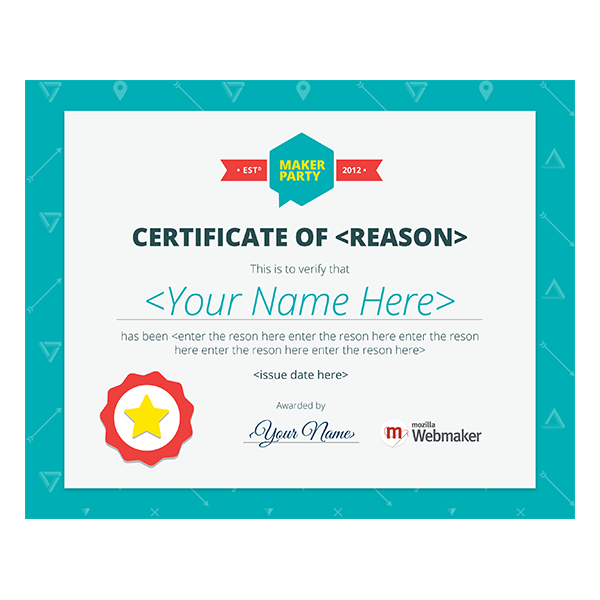 MAKER
• ESTº PARTY 2012 •
CERTIFICATE OF <REASON>
This is to verify that
<Your Name Here>
has been <enter the reson here enter the reson here enter the reson
here enter the reson here enter the reson here>
<issue date here>
Awarded by
Your Name
m mozilla
Webmaker